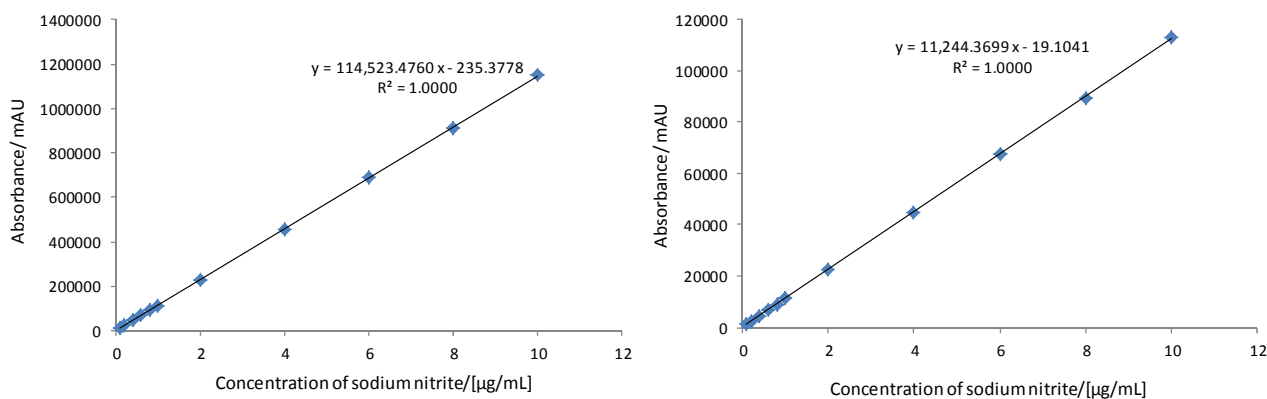 1400000
1200000
1000000
800000
600000
400000
200000
0
Absorbance/ mAU
y = 114,523.4760 x - 235.3778
R² = 1.0000
0 2 4 6 8 10 12
Concentration of sodium nitrite/[µg/mL]
120000
100000
80000
60000
40000
20000
0
Absorbance/ mAU
y = 11,244.3699 x - 19.1041
R² = 1.0000
0 2 4 6 8 10 12
Concentration of sodium nitrite/[µg/mL]